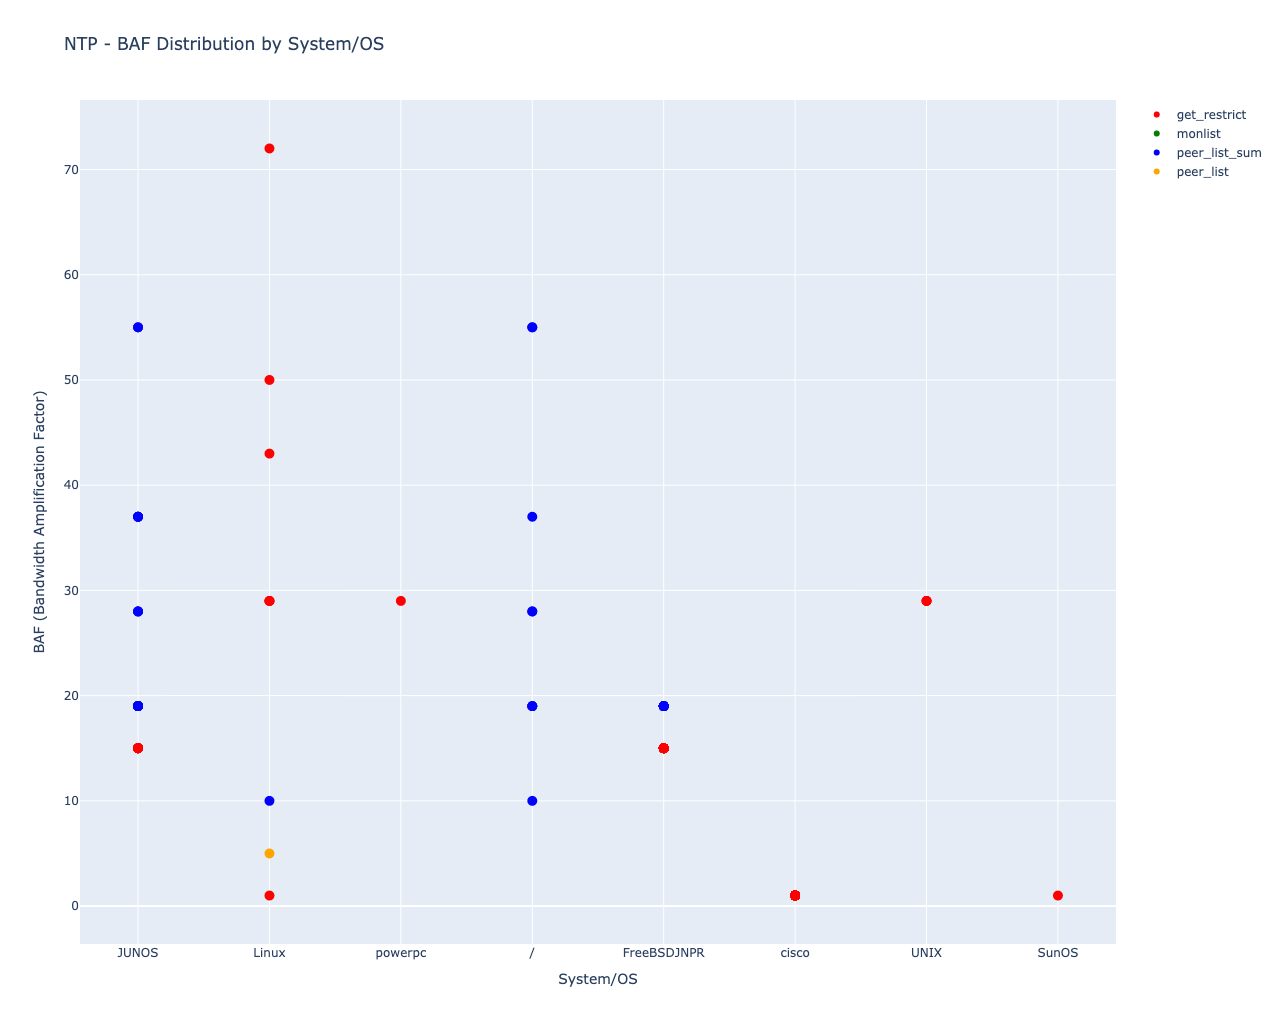 NTP - BAF Distribution by System/OS
get_restrict
monlist
peer_list_sum
peer_list
70
60
50
40
30
20
10
0
BAF (Bandwidth Amplification Factor)
JUNOS Linux powerpc / FreeBSDJNPR cisco UNIX SunOS
System/OS